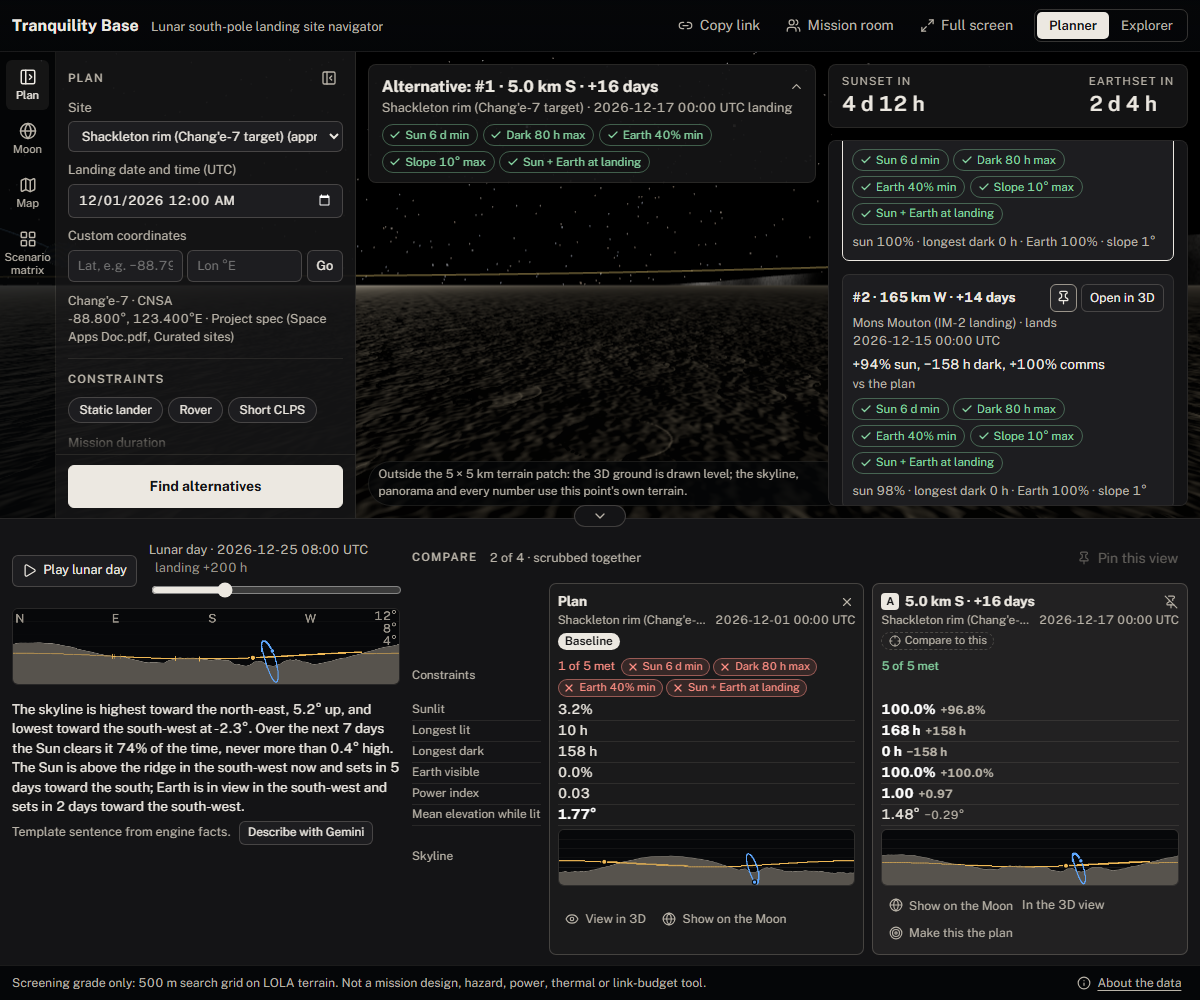 Tranquility Base Lunar south-pole landing site navigator
Copy link Mission room Full screen Planner Explorer
Plan
Moon
Map
Scenario
matrix
PLAN
Site
Shackleton rim (Chang'e-7 target) (appr
Landing date and time (UTC)
12/01/2026 12:00 AM
Custom coordinates
Lat, e.g. −88.79 Lon °E Go
Chang'e-7 · CNSA
-88.800°, 123.400°E · Project spec (Space
Apps Doc.pdf, Curated sites)
CONSTRAINTS
Static lander Rover Short CLPS
Mission duration
Find alternatives
Alternative: #1 · 5.0 km S · +16 days
Shackleton rim (Chang'e-7 target) · 2026-12-17 00:00 UTC landing
Sun 6 d min Dark 80 h max Earth 40% min
Slope 10° max Sun + Earth at landing
Outside the 5 × 5 km terrain patch: the 3D ground is drawn level; the skyline,
panorama and every number use this point's own terrain.
SUNSET IN EARTHSET IN
4 d 12 h 2 d 4 h
Sun 6 d min Dark 80 h max
Earth 40% min Slope 10° max
Sun + Earth at landing
sun 100% · longest dark 0 h · Earth 100% · slope 1°
#2 · 165 km W · +14 days Open in 3D
Mons Mouton (IM-2 landing) · lands
2026-12-15 00:00 UTC
+94% sun, −158 h dark, +100% comms
vs the plan
Sun 6 d min Dark 80 h max
Earth 40% min Slope 10° max
Sun + Earth at landing
sun 98% · longest dark 0 h · Earth 100% · slope 1°
Play lunar day
Lunar day · 2026-12-25 08:00 UTC
landing +200 h
N E S W 12°
8°
4°
The skyline is highest toward the north-east, 5.2° up, and
lowest toward the south-west at -2.3°. Over the next 7 days
the Sun clears it 74% of the time, never more than 0.4° high.
The Sun is above the ridge in the south-west now and sets in 5
days toward the south; Earth is in view in the south-west and
sets in 2 days toward the south-west.
Template sentence from engine facts. Describe with Gemini
COMPARE 2 of 4 · scrubbed together Pin this view
Plan
Shackleton rim (Chang'e-... 2026-12-01 00:00 UTC
Baseline
A 5.0 km S · +16 days
Shackleton rim (Chang'e-... 2026-12-17 00:00 UTC
Compare to this
Constraints 1 of 5 met Sun 6 d min Dark 80 h max
Earth 40% min Sun + Earth at landing
5 of 5 met
Sunlit 3.2% 100.0% +96.8%
Longest lit 10 h 168 h +158 h
Longest dark 158 h 0 h −158 h
Earth visible 0.0% 100.0% +100.0%
Power index 0.03 1.00 +0.97
Mean elevation while lit 1.77° 1.48° −0.29°
Skyline
View in 3D Show on the Moon
Show on the Moon In the 3D view
Make this the plan
Screening grade only: 500 m search grid on LOLA terrain. Not a mission design, hazard, power, thermal or link-budget tool.
About the data